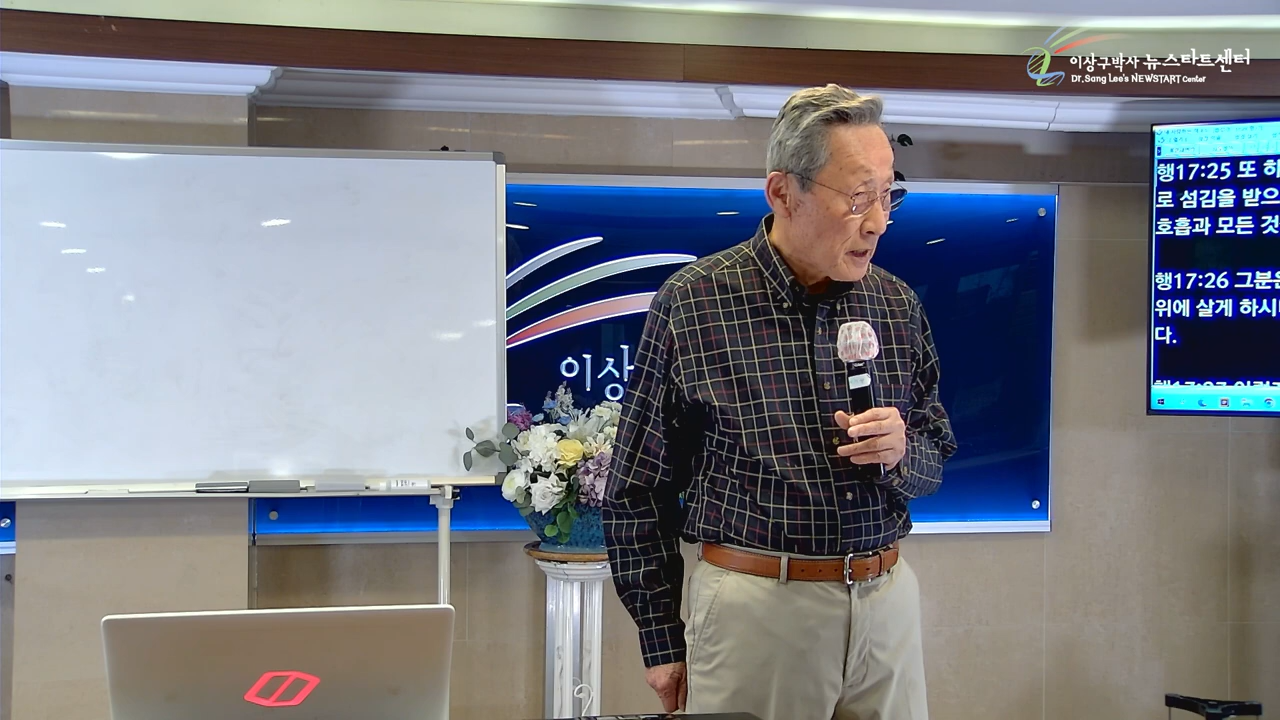 이상구박사 뉴스타트센터
Dr. Sang Lee's NEWSTART Center
행17:25 또 하
로 섬김을 받으
호흡과 모든 것
행17:26 그분은
위에 살게 하시
다.
이상